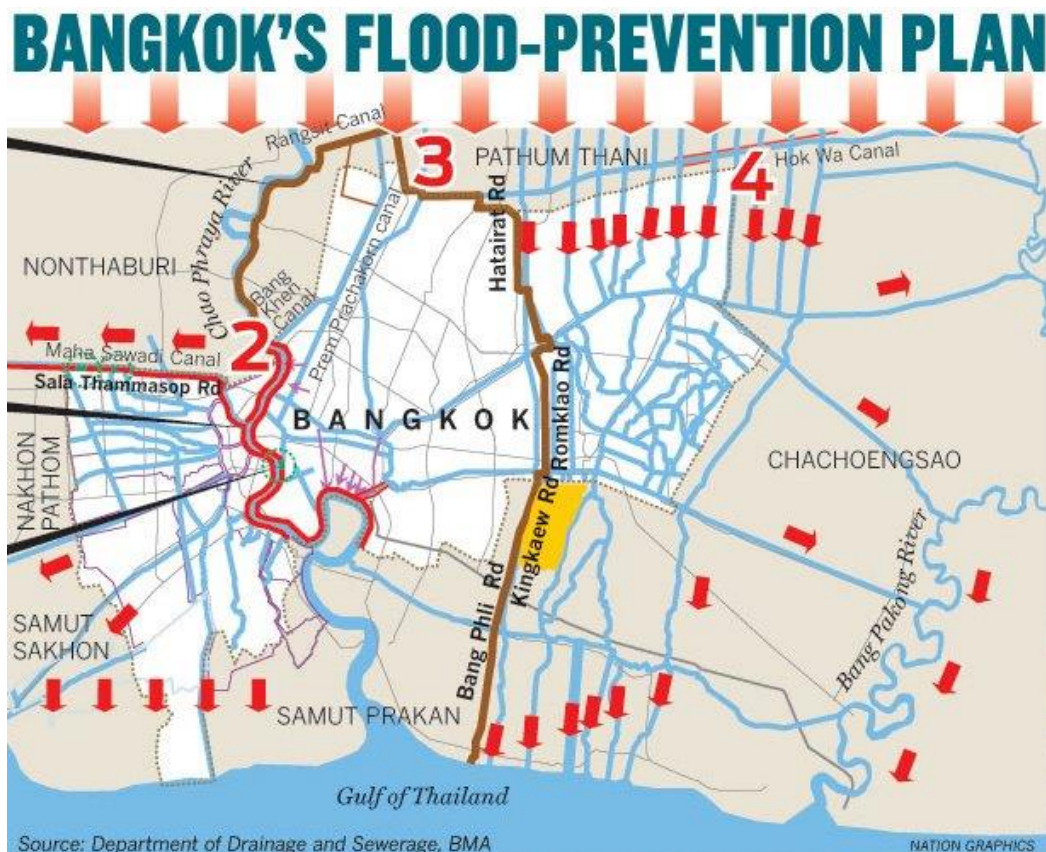 BANGKOK'S FLOOD-PREVENTION PLAN
Rangsit Canal
3
PATHUM THANI
Hok Wa Canal
4
Chao Phraya River
Prem Prachakorn canal
Hatairat Rd
NONTHABURI
Bang
Khen
Canal
2
Maha Sawadi Canal
Sala Thammasop Rd
BANGKOK
Romklao Rd
NAKHON
PATHOM
CHACHOENGSAO
Kingkaew Rd
Bang Phli Rd
Bang Pakong River
SAMUT
SAKHON
SAMUT PRAKAN
Gulf of Thailand
Source: Department of Drainage and Sewerage, BMA
NATION GRAPHICS